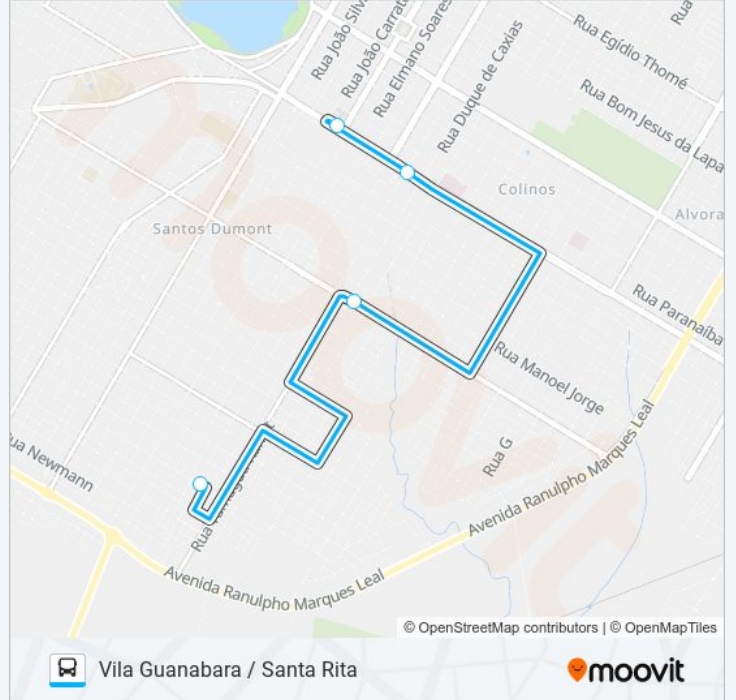 Rua João Silva
Rua João Carrato
Rua Elmano Soares
Rua Duque de Caxias
Rua Egídio Thomé
Rua Bom Jesus da Lapa
Colinos
Alvora
Santos Dumont
Rua Paranaíba
Rua Manoel Jorge
Rua G
ua Newmann
Rua
Avenida Ranulpho Marques Leal
Avenida Ranulpho Marques Leal
moovit
© OpenStreetMap contributors | © OpenMapTiles
Vila Guanabara / Santa Rita
moovit